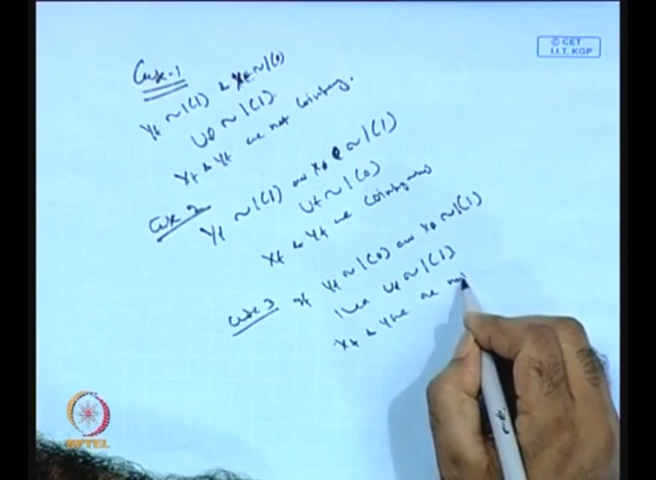 © CET
I.I.T. KGP
Case-1
Yt ~ I(1) & Xt ~ I(0)
Ut ~ I(1).
Xt & Yt are not Cointeg.
Case 2
Yt ~ I(1) and Xt ~ I(1)
Ut ~ I(0)
Xt & Yt are Cointegrated
Case 3 If Yt ~ I(0) and Xt ~ I(1)
then Ut ~ I(1)
Xt & Yt are no
NPTEL